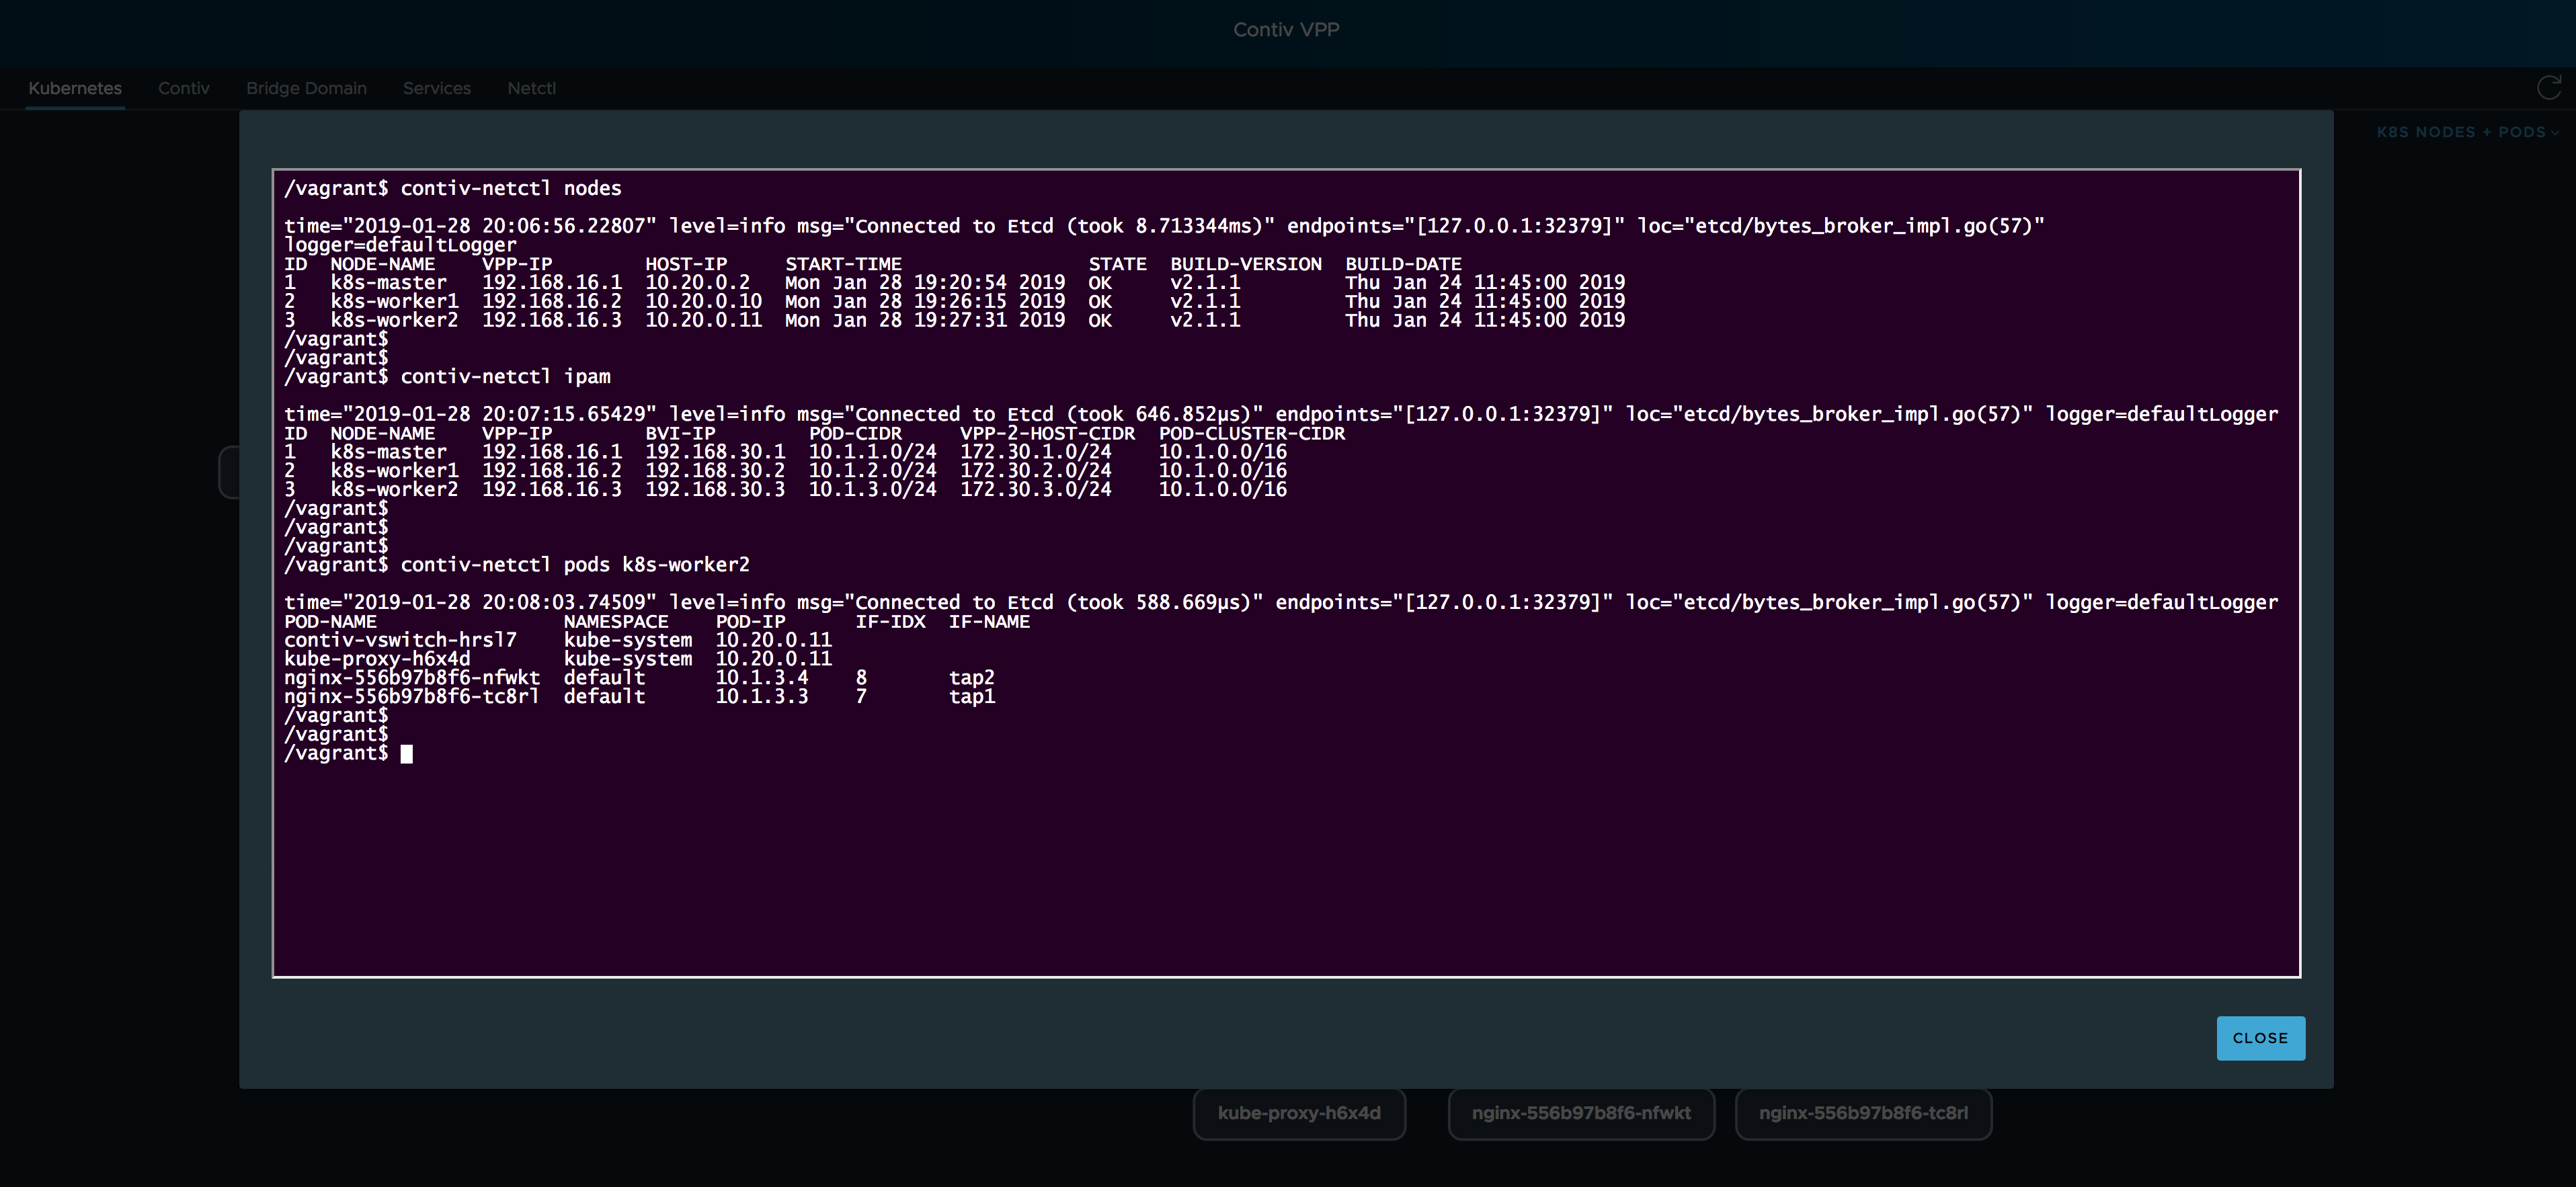 Contiv VPP
Kubernetes Contiv Bridge Domain Services Netctl
K8S NODES + PODS
/vagrant$ contiv-netctl nodes
time="2019-01-28 20:06:56.22807" level=info msg="Connected to Etcd (took 8.713344ms)" endpoints="[127.0.0.1:32379]" loc="etcd/bytes_broker_impl.go(57)"
logger=defaultLogger
ID NODE-NAME VPP-IP HOST-IP START-TIME STATE BUILD-VERSION BUILD-DATE
1 k8s-master 192.168.16.1 10.20.0.2 Mon Jan 28 19:20:54 2019 OK v2.1.1 Thu Jan 24 11:45:00 2019
2 k8s-worker1 192.168.16.2 10.20.0.10 Mon Jan 28 19:26:15 2019 OK v2.1.1 Thu Jan 24 11:45:00 2019
3 k8s-worker2 192.168.16.3 10.20.0.11 Mon Jan 28 19:27:31 2019 OK v2.1.1 Thu Jan 24 11:45:00 2019
/vagrant$
/vagrant$
/vagrant$ contiv-netctl ipam
time="2019-01-28 20:07:15.65429" level=info msg="Connected to Etcd (took 646.852µs)" endpoints="[127.0.0.1:32379]" loc="etcd/bytes_broker_impl.go(57)" logger=defaultLogger
ID NODE-NAME VPP-IP BVI-IP POD-CIDR VPP-2-HOST-CIDR POD-CLUSTER-CIDR
1 k8s-master 192.168.16.1 192.168.30.1 10.1.1.0/24 172.30.1.0/24 10.1.0.0/16
2 k8s-worker1 192.168.16.2 192.168.30.2 10.1.2.0/24 172.30.2.0/24 10.1.0.0/16
3 k8s-worker2 192.168.16.3 192.168.30.3 10.1.3.0/24 172.30.3.0/24 10.1.0.0/16
/vagrant$
/vagrant$
/vagrant$
/vagrant$ contiv-netctl pods k8s-worker2
time="2019-01-28 20:08:03.74509" level=info msg="Connected to Etcd (took 588.669µs)" endpoints="[127.0.0.1:32379]" loc="etcd/bytes_broker_impl.go(57)" logger=defaultLogger
POD-NAME NAMESPACE POD-IP IF-IDX IF-NAME
contiv-vswitch-hrsl7 kube-system 10.20.0.11
kube-proxy-h6x4d kube-system 10.20.0.11
nginx-556b97b8f6-nfwkt default 10.1.3.4 8 tap2
nginx-556b97b8f6-tc8rl default 10.1.3.3 7 tap1
/vagrant$
/vagrant$
/vagrant$
CLOSE
kube-proxy-h6x4d nginx-556b97b8f6-nfwkt nginx-556b97b8f6-tc8rl